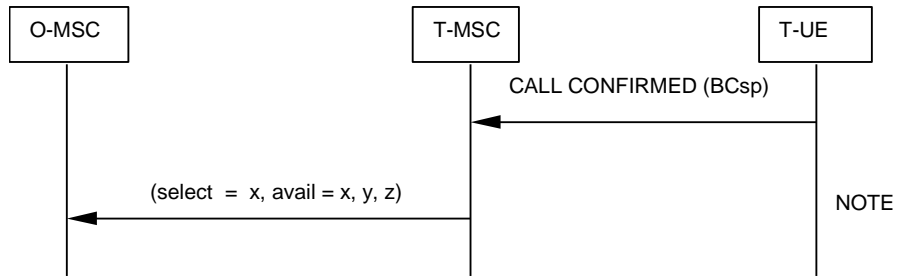 O-MSC
T-MSC
T-UE
CALL CONFIRMED (BCsp)
(select = x, avail = x, y, z)
NOTE